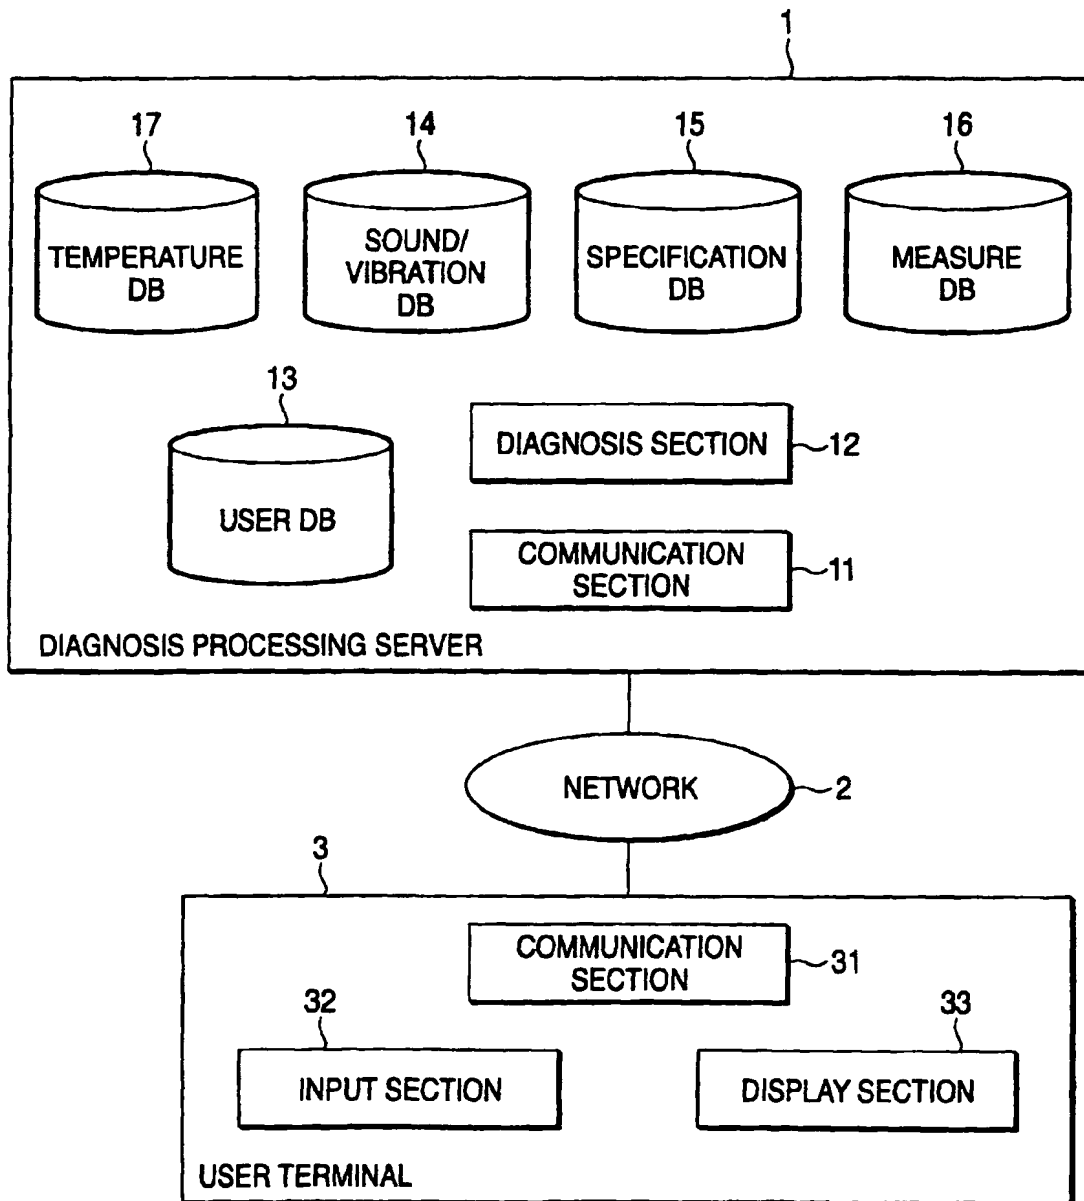 1
17
14
15
16
TEMPERATURE
DB
SOUND/
VIBRATION
DB
SPECIFICATION
DB
MEASURE
DB
13
USER DB
DIAGNOSIS SECTION
12
COMMUNICATION
SECTION
11
DIAGNOSIS PROCESSING SERVER
NETWORK
2
3
COMMUNICATION
SECTION
31
32
INPUT SECTION
33
DISPLAY SECTION
USER TERMINAL